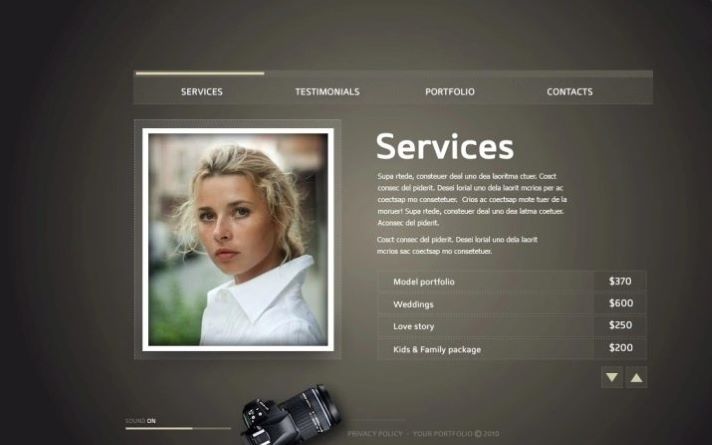 SERVICES
TESTIMONIALS
PORTFOLIO
CONTACTS
Services
Supa rtede, consteuer deal uno dea laoritma ctuer. Cosct
consec del piderit. Desei lorial uno dela laorit mcrios per ac
coectsap mo consetetuer. Crios ac coectsap mote tuer de la
moruer! Supa rtede, consteuer deal uno dea latma coetuer.
Aconsec del piderit.
Cosct consec del piderit. Desei lorial uno dela laorit
mcrios sac coectsap mo consetetuer.
Model portfolio $370
Weddings $600
Love story $250
Kids & Family package $200
SOUND ON
PRIVACY POLICY - YOUR PORTFOLIO © 2010